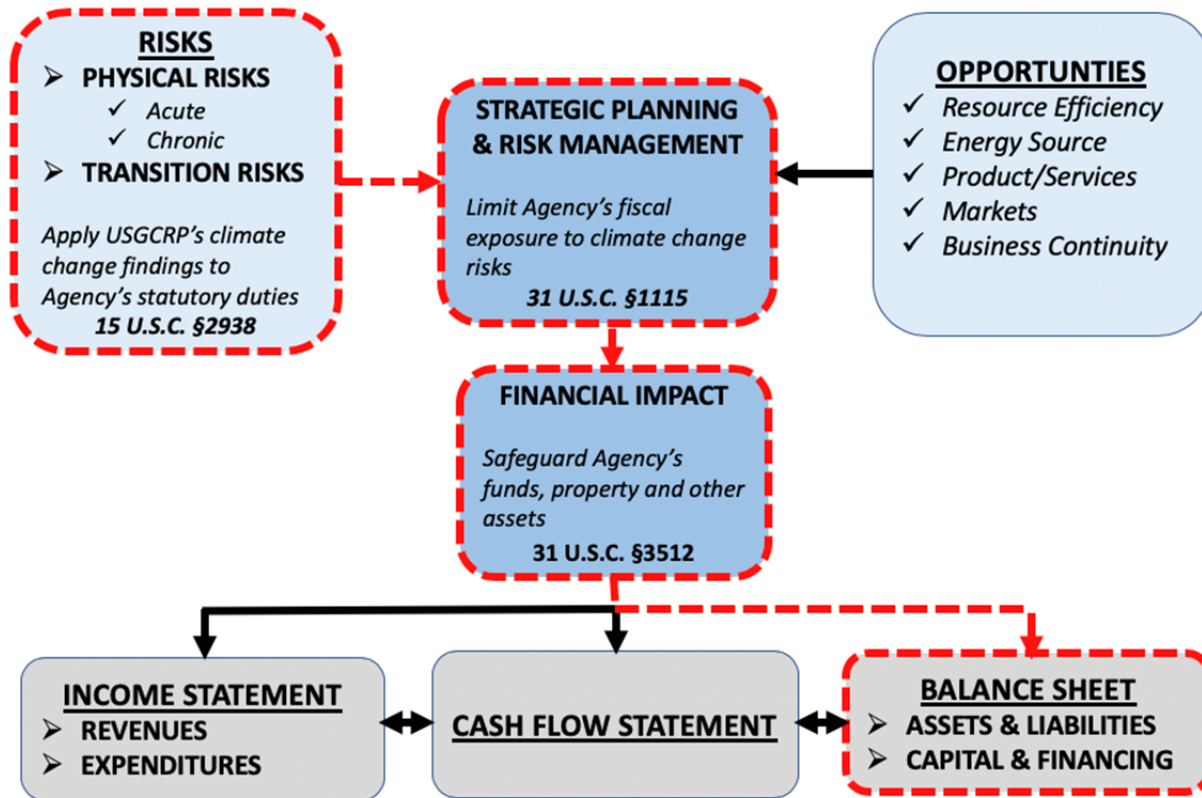 RISKS
➢ PHYSICAL RISKS
✓ Acute
✓ Chronic
➢ TRANSITION RISKS
Apply USGCRP’s climate
change findings to
Agency’s statutory duties
15 U.S.C. §2938
STRATEGIC PLANNING
& RISK MANAGEMENT
Limit Agency’s fiscal
exposure to climate change
risks
31 U.S.C. §1115
OPPORTUNTIES
✓ Resource Efficiency
✓ Energy Source
✓ Product/Services
✓ Markets
✓ Business Continuity
FINANCIAL IMPACT
Safeguard Agency’s
funds, property and other
assets
31 U.S.C. §3512
INCOME STATEMENT
➢ REVENUES
➢ EXPENDITURES
CASH FLOW STATEMENT
BALANCE SHEET
➢ ASSETS & LIABILITIES
➢ CAPITAL & FINANCING